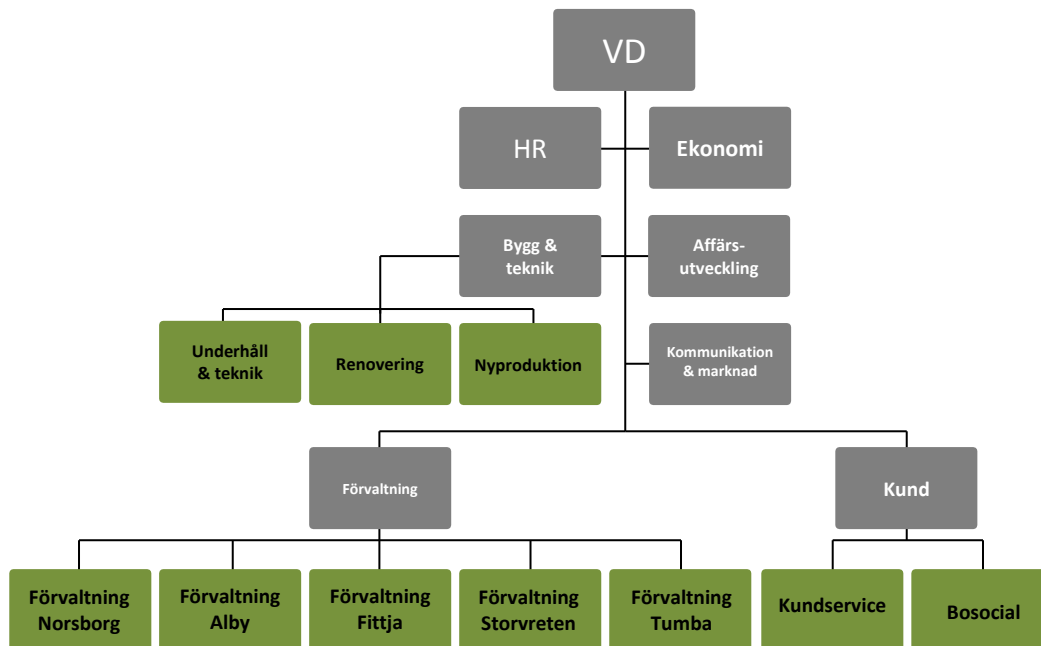 VD
HR
Ekonomi
Bygg &
teknik
Affärs-
utveckling
Underhåll
& teknik
Renovering
Nyproduktion
Kommunikation
& marknad
Förvaltning
Kund
Förvaltning
Norsborg
Förvaltning
Alby
Förvaltning
Fittja
Förvaltning
Storvreten
Förvaltning
Tumba
Kundservice
Bosocial